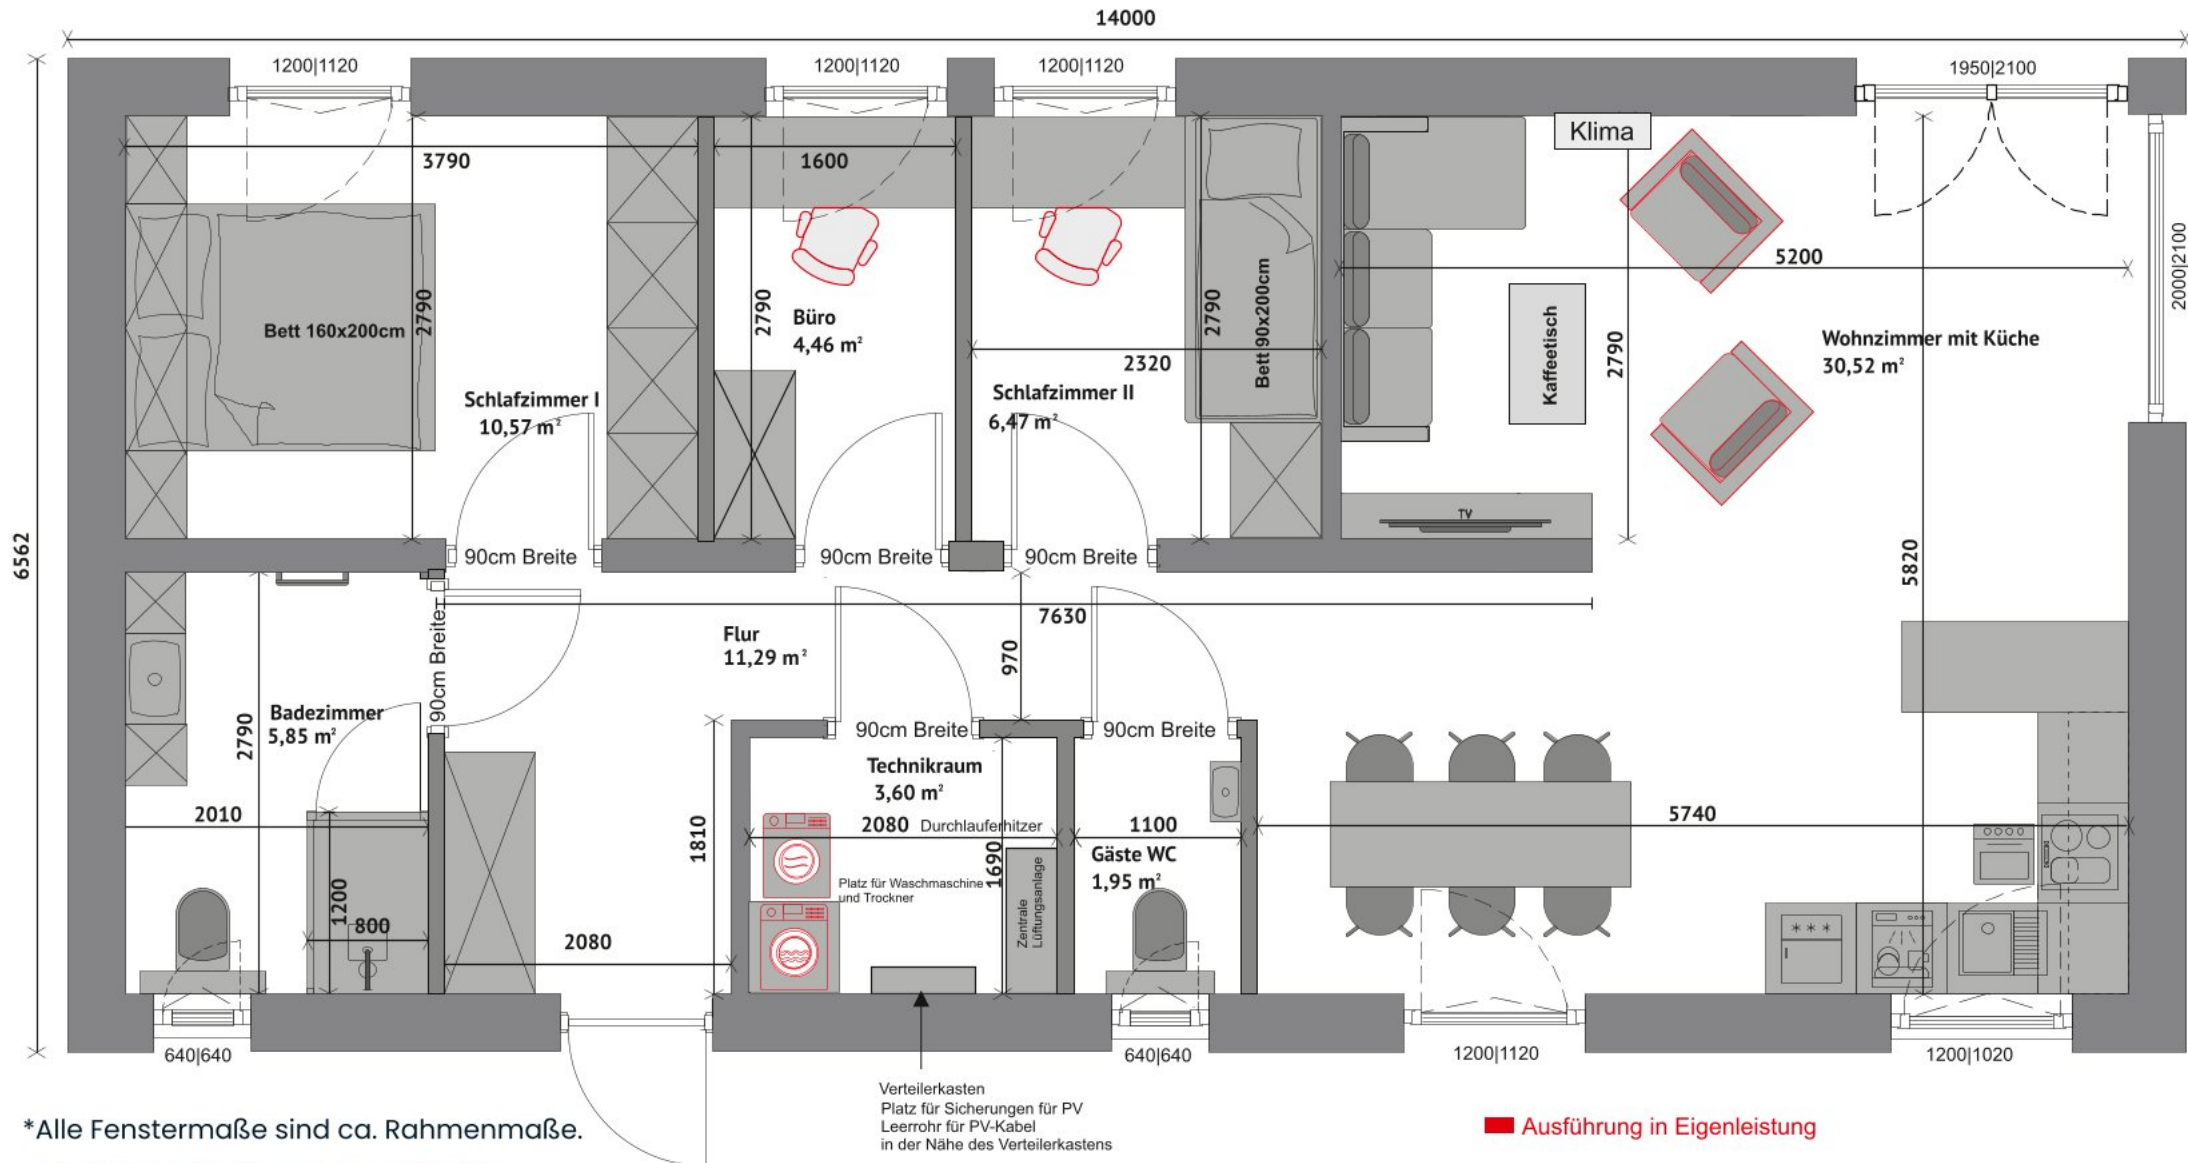 14000
1200|1120
1200|1120
1200|1120
1950|2100
Klima
3790
1600
5200
2000|2100
2790
2790
2790
2790
Bett 160x200cm
Büro
4,46 m²
Bett 90x200cm
2320
Kaffeetisch
Wohnzimmer mit Küche
30,52 m²
Schlafzimmer I
10,57 m²
Schlafzimmer II
6,47 m²
TV
6562
90cm Breite
90cm Breite
90cm Breite
5820
7630
90cm Breite
Flur
11,29 m²
970
Badezimmer
5,85 m²
2790
90cm Breite
90cm Breite
Technikraum
3,60 m²
2010
1810
2080
Durchlauferhitzer
1100
5740
Gäste WC
1,95 m²
1690
Platz für Waschmaschine
und Trockner
Zentrale
Lüftungsanlage
1200
800
2080
640|640
640|640
1200|1120
1200|1020
Verteilerkasten
Platz für Sicherungen für PV
Leerrohr für PV-Kabel
in der Nähe des Verteilerkastens
*Alle Fenstermaße sind ca. Rahmenmaße.
Ausführung in Eigenleistung